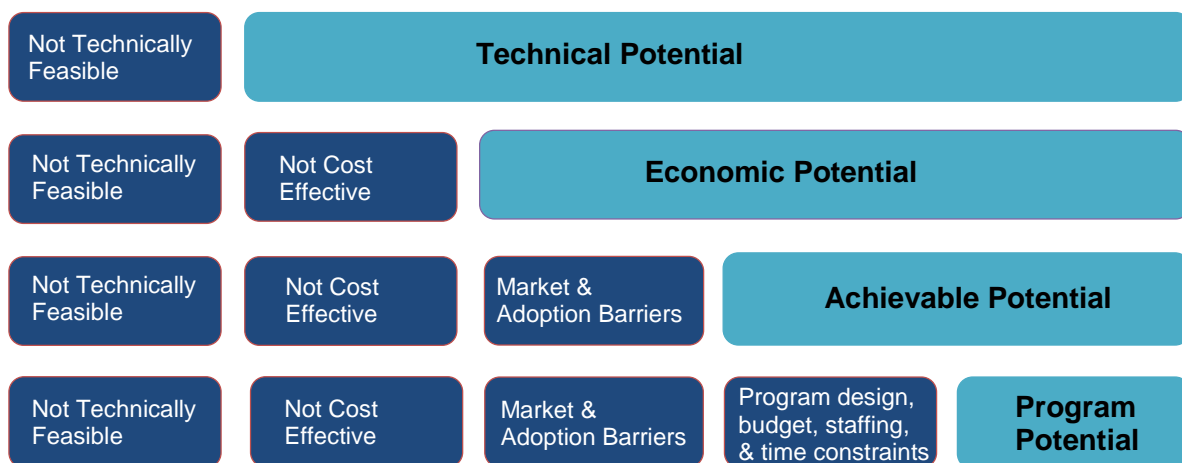 Not Technically
Feasible
Technical Potential
Not Technically
Feasible
Not Cost
Effective
Economic Potential
Not Technically
Feasible
Not Cost
Effective
Market &
Adoption Barriers
Achievable Potential
Not Technically
Feasible
Not Cost
Effective
Market &
Adoption Barriers
Program design,
budget, staffing,
& time constraints
Program
Potential